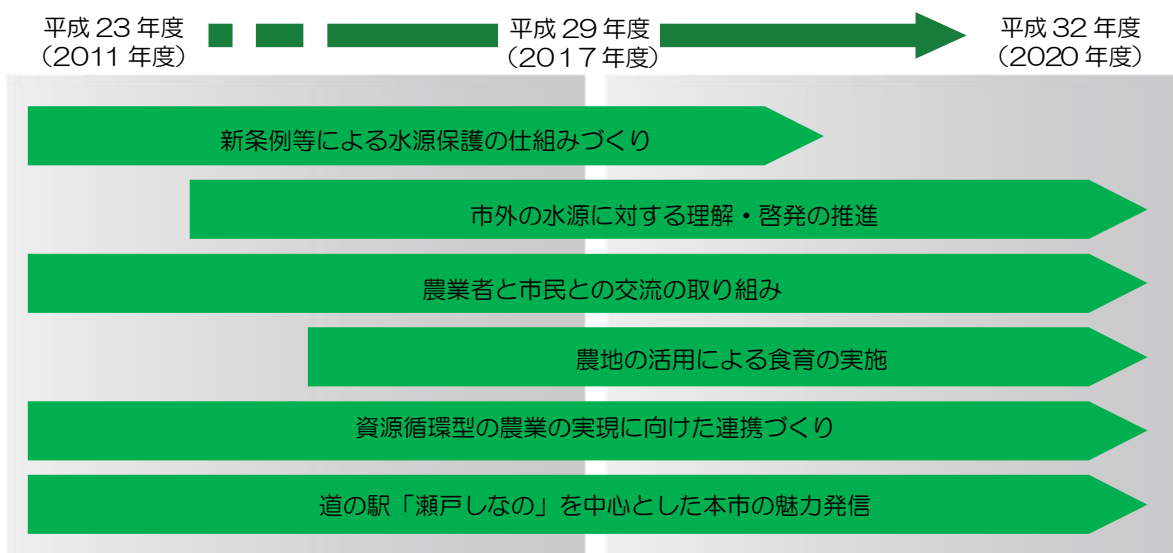 平成 23 年度
（2011 年度）
平成 29 年度
（2017 年度）
平成 32 年度
（2020 年度）
新条例等による水源保護の仕組みづくり
市外の水源に対する理解・啓発の推進
農業者と市民との交流の取り組み
農地の活用による食育の実施
資源循環型の農業の実現に向けた連携づくり
道の駅「瀬戸しなの」を中心とした本市の魅力発信